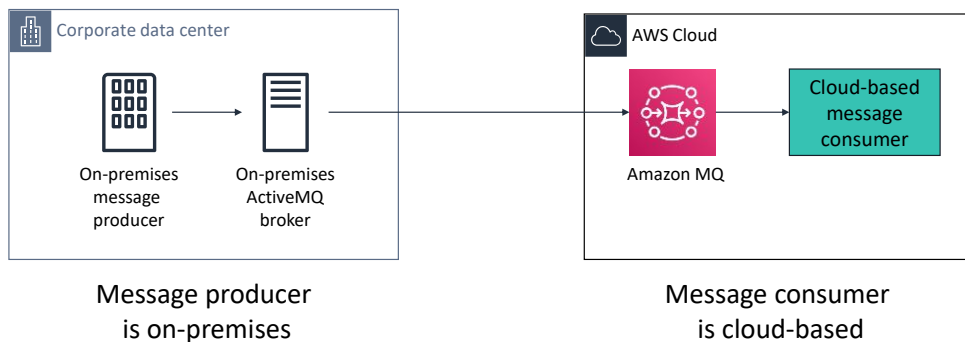 Corporate data center
AWS Cloud
On-premises
message
producer
On-premises
ActiveMQ
broker
Amazon MQ
Cloud-based
message
consumer
Message producer
is on-premises
Message consumer
is cloud-based